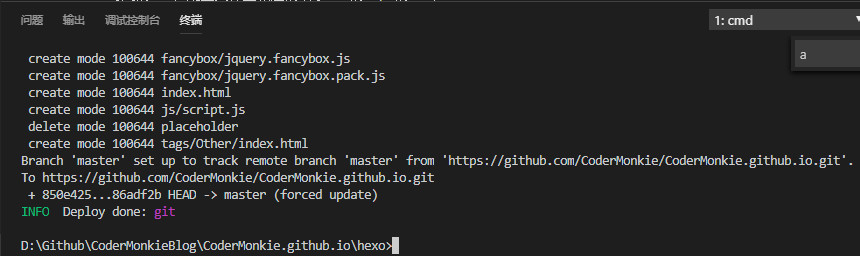 问题 输出 调试控制台 终端 1: cmd
a
create mode 100644 fancybox/jquery.fancybox.js
create mode 100644 fancybox/jquery.fancybox.pack.js
create mode 100644 index.html
create mode 100644 js/script.js
delete mode 100644 placeholder
create mode 100644 tags/Other/index.html
Branch 'master' set up to track remote branch 'master' from 'https://github.com/CoderMonkie/CoderMonkie.github.io.git'.
To https://github.com/CoderMonkie/CoderMonkie.github.io.git
+ 850e425...86adf2b HEAD -> master (forced update)
INFO  Deploy done: git
D:\Github\CoderMonkieBlog\CoderMonkie.github.io\hexo>